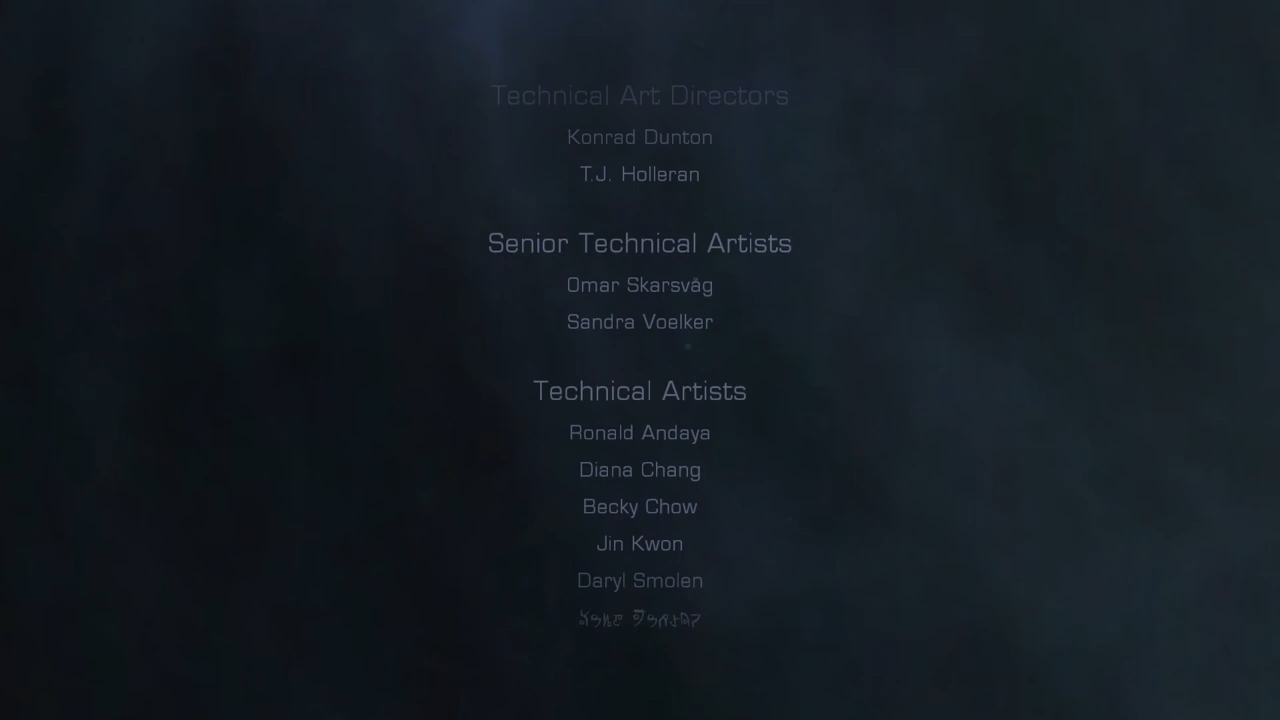 Technical Art Directors
Konrad Dunton
T.J. Holleran
Senior Technical Artists
Omar Skarsvåg
Sandra Voelker
Technical Artists
Ronald Andaya
Diana Chang
Becky Chow
Jin Kwon
Daryl Smolen